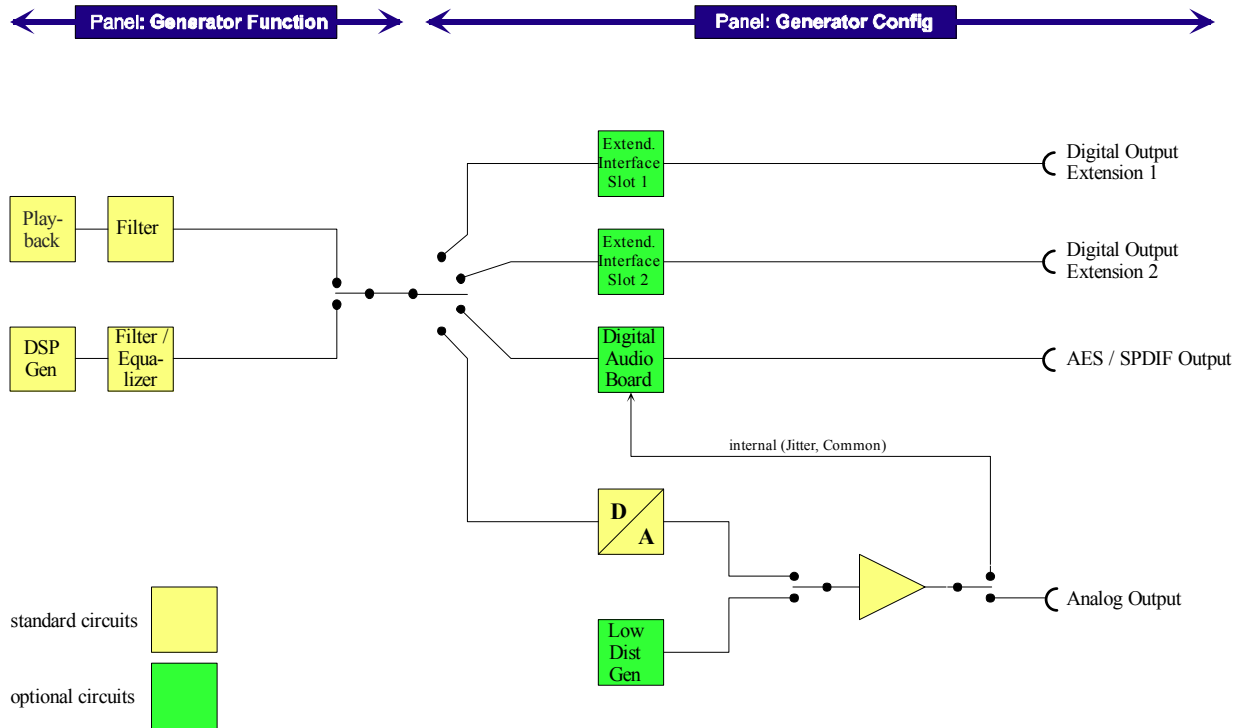 Panel: Generator Function
Panel: Generator Config
Extend.
Interface
Slot 1
Digital Output
Extension 1
Play-
back
Filter
Extend.
Interface
Slot 2
Digital Output
Extension 2
DSP
Gen
Filter /
Equa-
lizer
Digital
Audio
Board
AES / SPDIF Output
internal (Jitter, Common)
D
A
Analog Output
Low
Dist
Gen
standard circuits
optional circuits